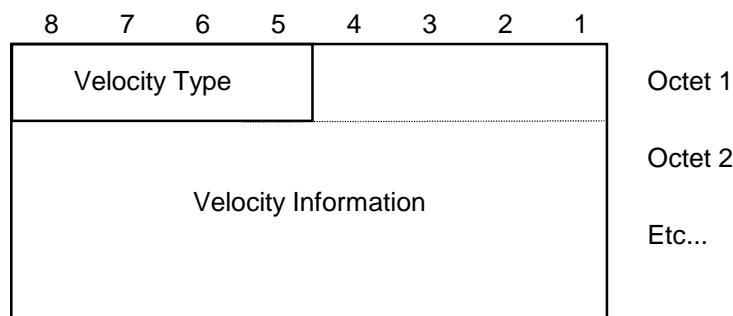 8 7 6 5 4 3 2 1
Velocity Type Octet 1
Octet 2
Velocity Information
Etc...